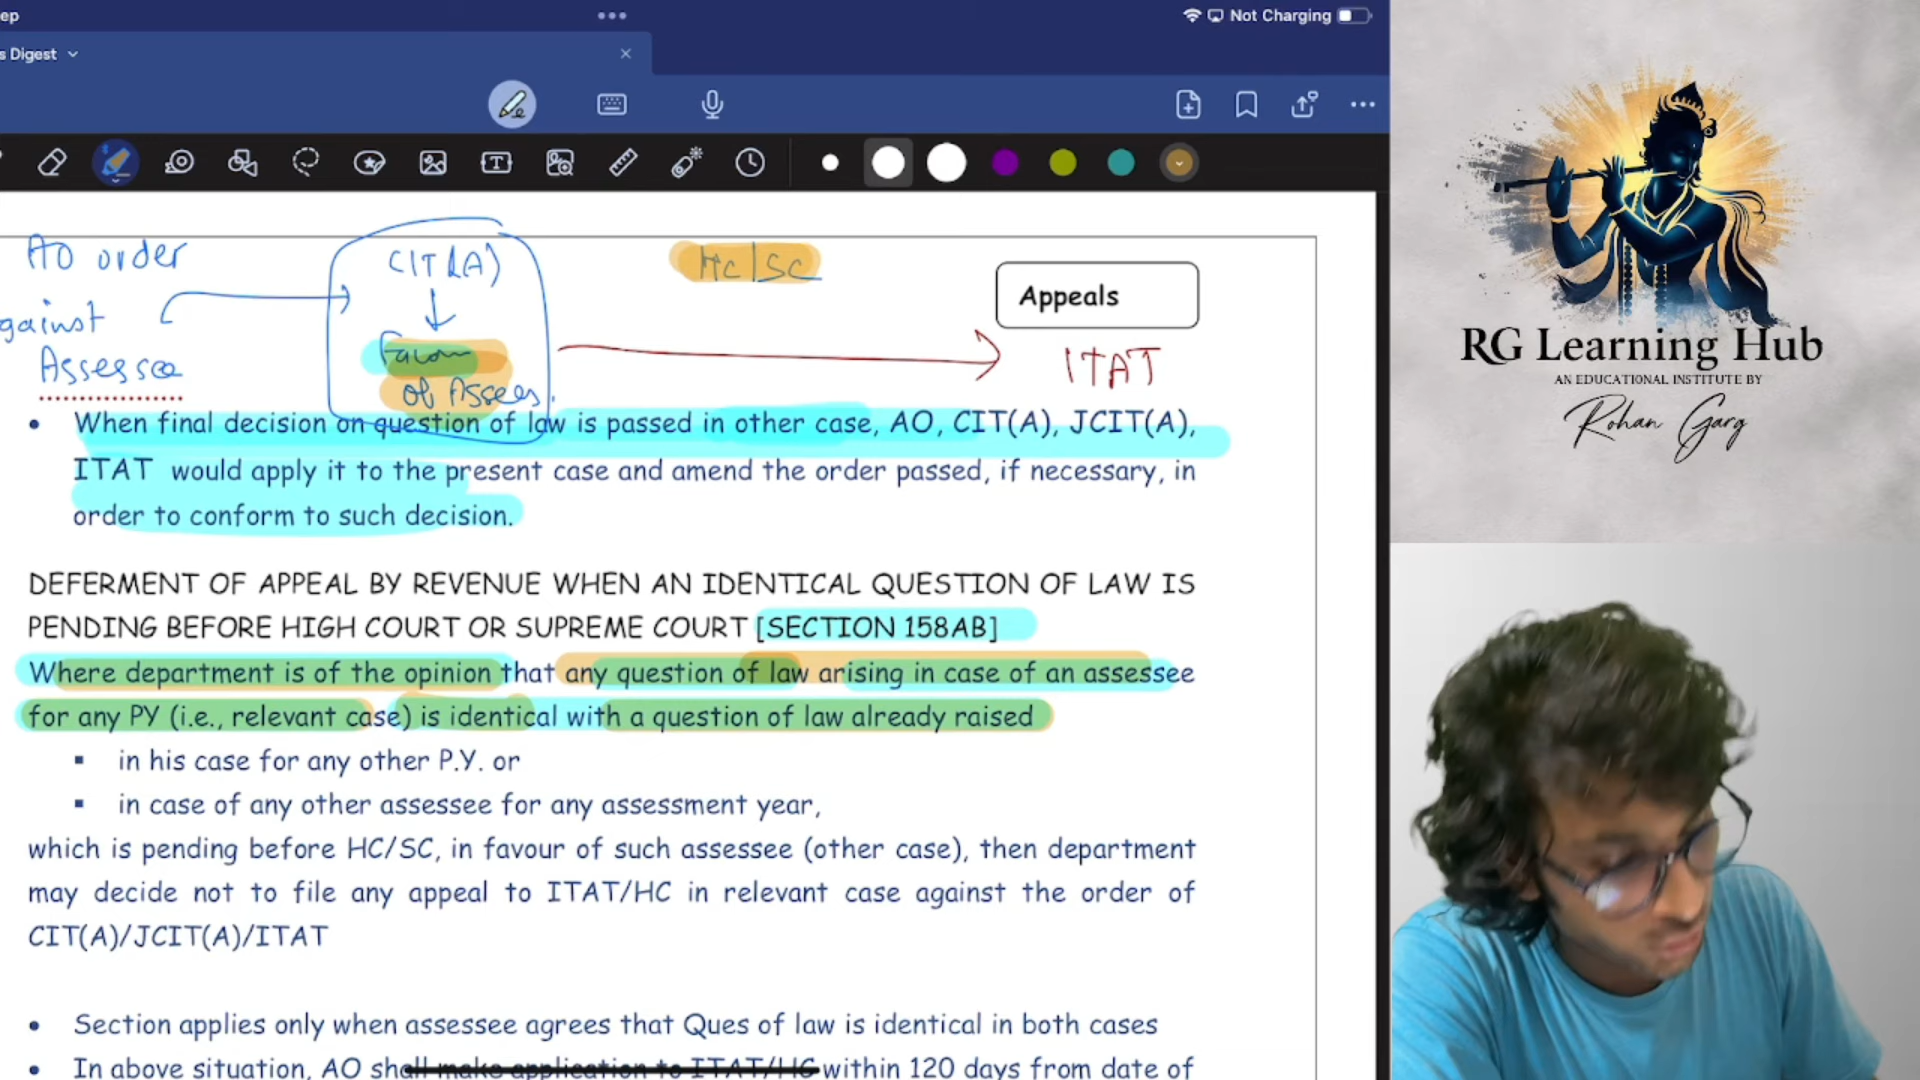 ep
Not Charging
s Digest
AO order
CIT(A)
HC|SC
Appeals
gainst
Assessee
Favour
of Assees.
ITAT
• When final decision on question of law is passed in other case, AO, CIT(A), JCIT(A),
ITAT would apply it to the present case and amend the order passed, if necessary, in
order to conform to such decision.
DEFERMENT OF APPEAL BY REVENUE WHEN AN IDENTICAL QUESTION OF LAW IS
PENDING BEFORE HIGH COURT OR SUPREME COURT [SECTION 158AB]
Where department is of the opinion that any question of law arising in case of an assessee
for any PY (i.e., relevant case) is identical with a question of law already raised
▪ in his case for any other P.Y. or
▪ in case of any other assessee for any assessment year,
which is pending before HC/SC, in favour of such assessee (other case), then department
may decide not to file any appeal to ITAT/HC in relevant case against the order of
CIT(A)/JCIT(A)/ITAT
• Section applies only when assessee agrees that Ques of law is identical in both cases
• In above situation, AO shall make application to ITAT/HC within 120 days from date of
RG Learning Hub
AN EDUCATIONAL INSTITUTE BY
Rohan Garg